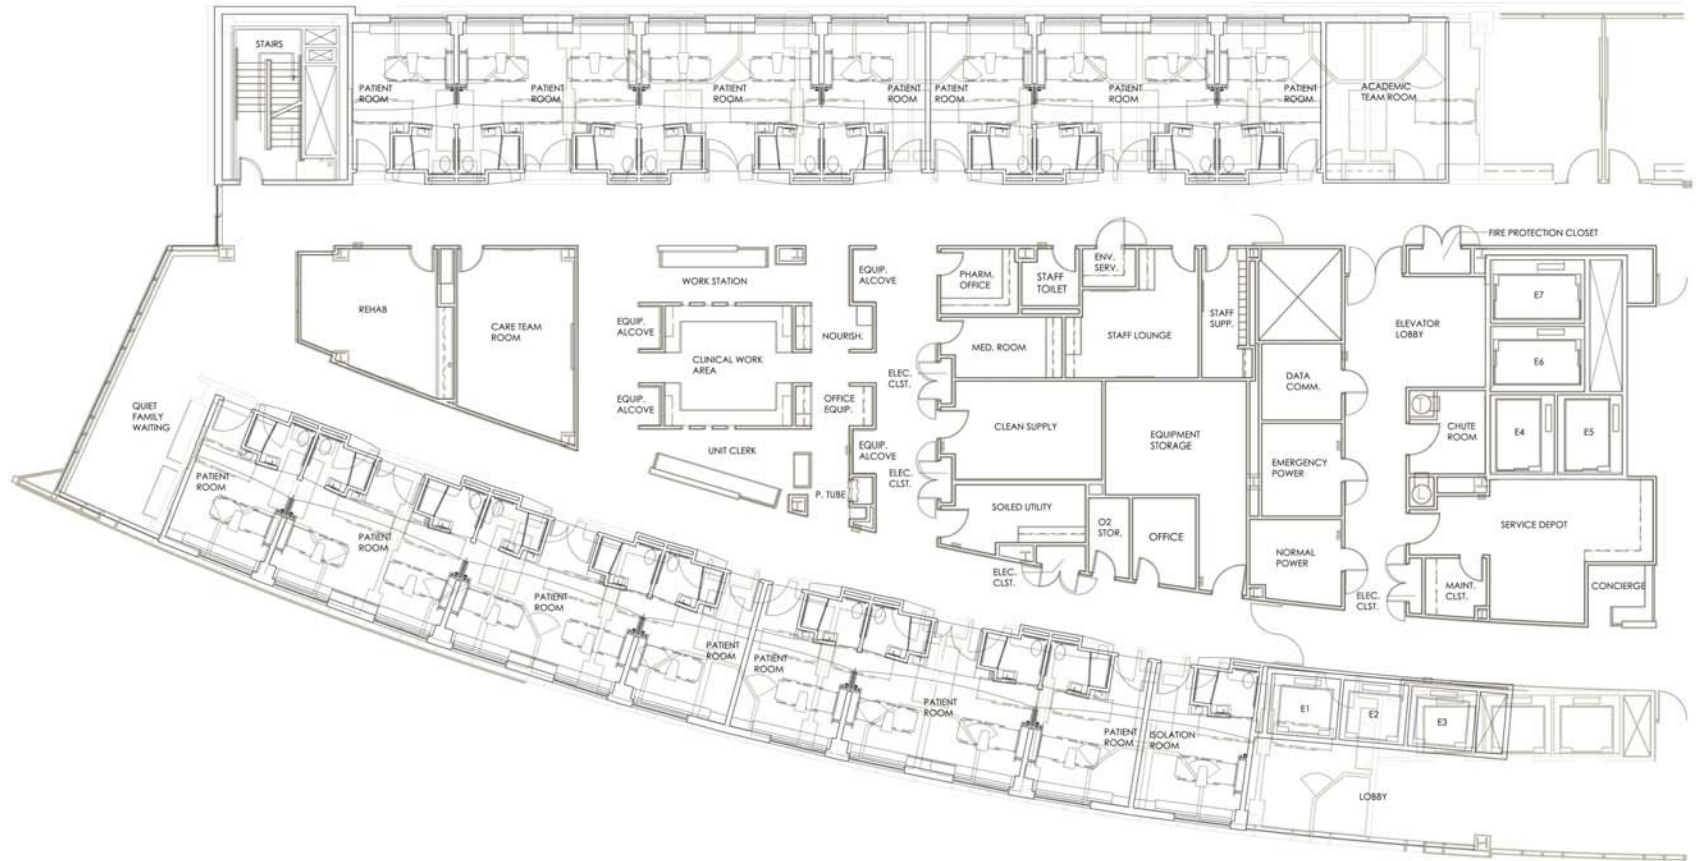 STAIRS
PATIENT
ROOM
PATIENT
ROOM
PATIENT
ROOM
PATIENT
ROOM
PATIENT
ROOM
PATIENT
ROOM
PATIENT
ROOM
ACADEMIC
TEAM ROOM
FIRE PROTECTION CLOSET
REHAB
CARE TEAM
ROOM
WORK STATION
EQUIP.
ALCOVE
EQUIP.
ALCOVE
CLINICAL WORK
AREA
NOURISH.
EQUIP.
ALCOVE
OFFICE
EQUIP.
UNIT CLERK
EQUIP.
ALCOVE
P. TUBE
PHARM.
OFFICE
STAFF
TOILET
ENV.
SERV.
STAFF
SUPP.
MED. ROOM
STAFF LOUNGE
ELEC.
CLST.
CLEAN SUPPLY
EQUIPMENT
STORAGE
ELEC.
CLST.
SOILED UTILITY
O2
STOR.
OFFICE
ELEC.
CLST.
DATA
COMM.
EMERGENCY
POWER
NORMAL
POWER
ELEVATOR
LOBBY
E7
E6
E4
E5
CHUTE
ROOM
SERVICE DEPOT
ELEC.
CLST.
MAINT.
CLST.
CONCIERGE
QUIET
FAMILY
WAITING
PATIENT
ROOM
PATIENT
ROOM
PATIENT
ROOM
PATIENT
ROOM
PATIENT
ROOM
PATIENT
ROOM
PATIENT
ROOM
ISOLATION
ROOM
E1
E2
E3
LOBBY